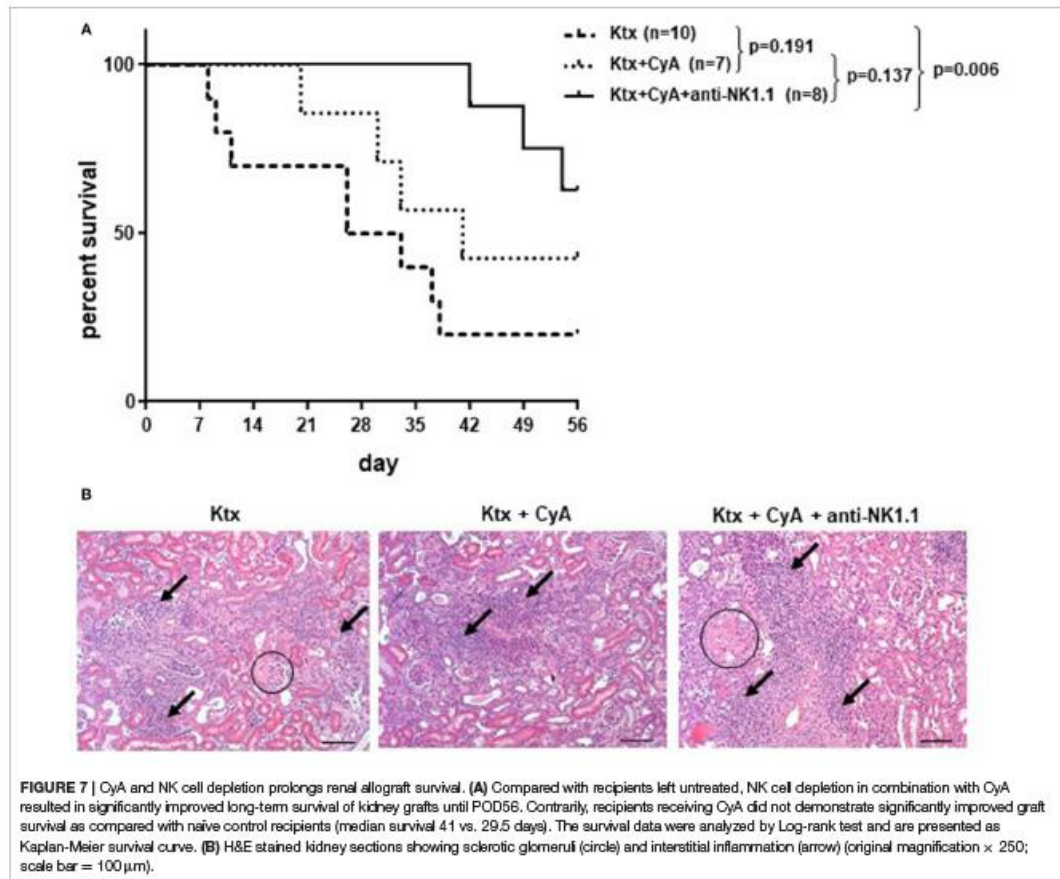 A
Ktx (n=10)
Ktx+CyA (n=7)
Ktx+CyA+anti-NK1.1 (n=8)
p=0.191
p=0.137
p=0.006
percent survival
100
50
0
0 7 14 21 28 35 42 49 56
day
B
Ktx
Ktx + CyA
Ktx + CyA + anti-NK1.1
FIGURE 7 | CyA and NK cell depletion prolongs renal allograft survival. (A) Compared with recipients left untreated, NK cell depletion in combination with CyA
resulted in significantly improved long-term survival of kidney grafts until POD56. Contrarily, recipients receiving CyA did not demonstrate significantly improved graft
survival as compared with naïve control recipients (median survival 41 vs. 29.5 days). The survival data were analyzed by Log-rank test and are presented as
Kaplan-Meier survival curve. (B) H&E stained kidney sections showing sclerotic glomeruli (circle) and interstitial inflammation (arrow) (original magnification × 250;
scale bar = 100 μm).